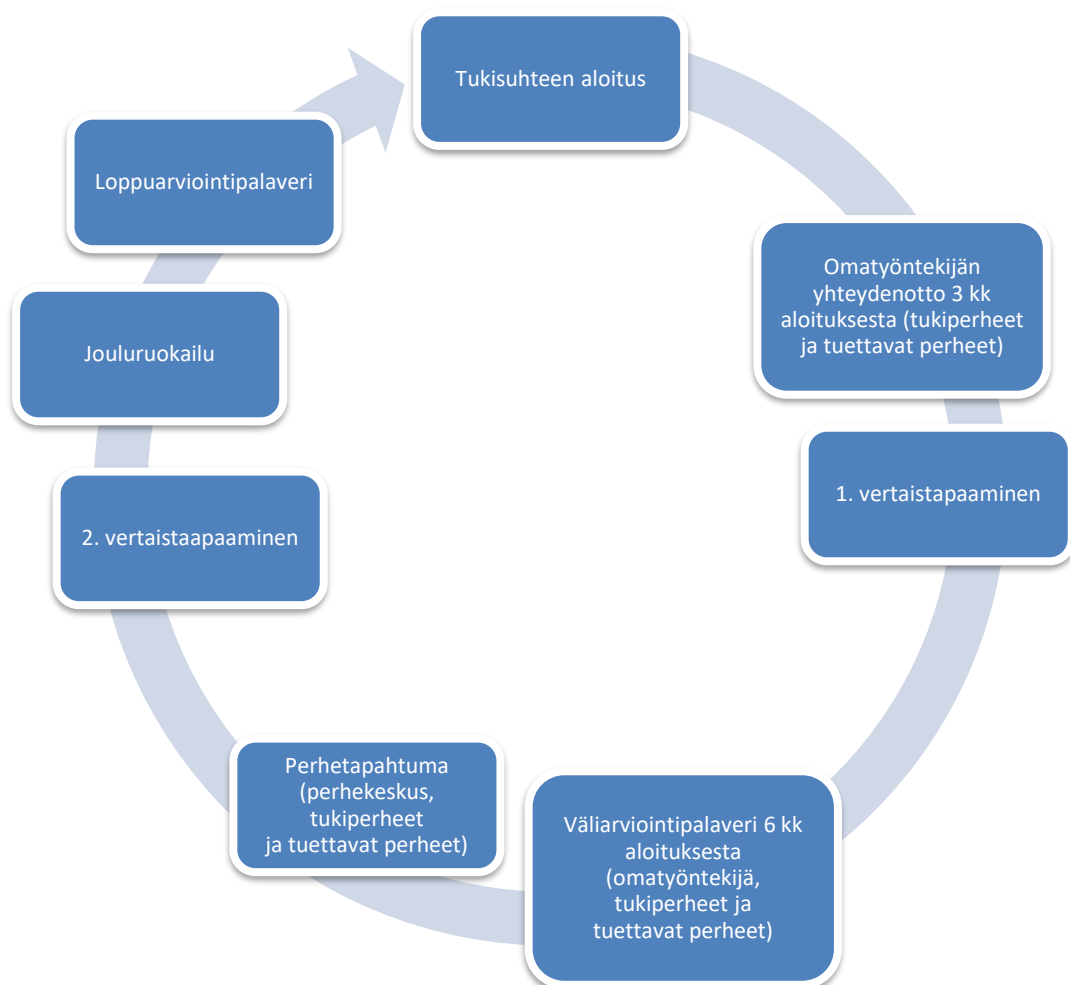 Tukisuhteen aloitus
Omatyöntekijän
yhteydenotto 3 kk
aloituksesta (tukiperheet
ja tuettavat perheet)
1. vertaistapaaminen
Väliarviointipalaveri 6 kk
aloituksesta
(omatyöntekijä,
tukiperheet ja
tuettavat perheet)
Perhetapahtuma
(perhekeskus,
tukiperheet
ja tuettavat perheet)
2. vertaistaapaaminen
Jouluruokailu
Loppuarviointipalaveri